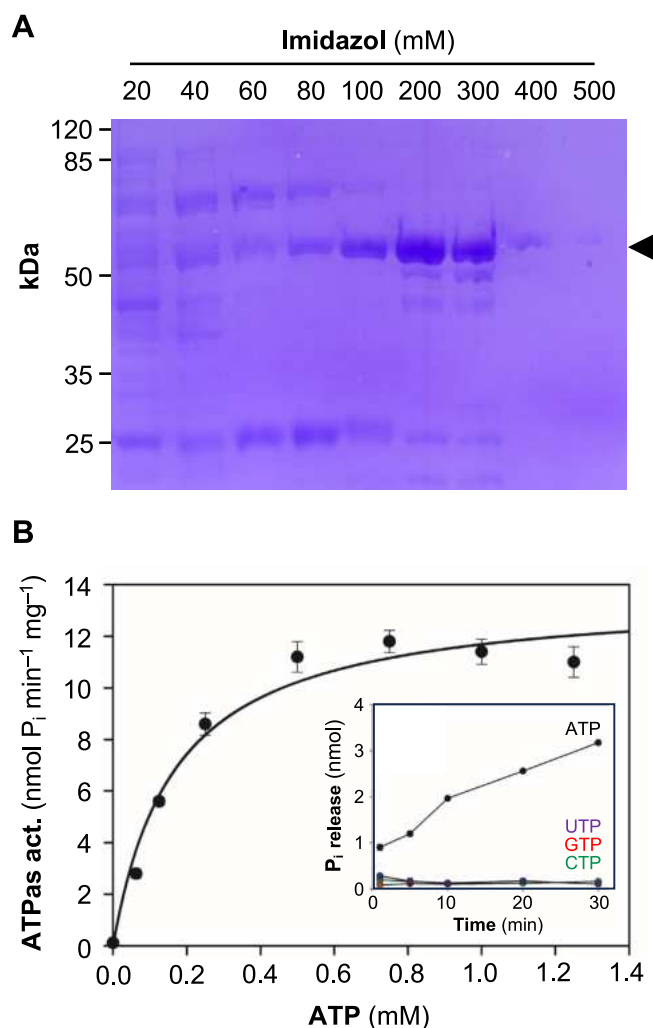 A
Imidazol (mM)
20 40 60 80 100 200 300 400 500
120
85
50
35
25
kDa
B
14
12
10
8
6
4
2
0
ATPas act. (nmol Pi min–1 mg–1)
0.0 0.2 0.4 0.6 0.8 1.0 1.2 1.4
ATP (mM)
4
3
2
1
0
Pi release (nmol)
ATP
UTP
GTP
CTP
0 10 20 30
Time (min)